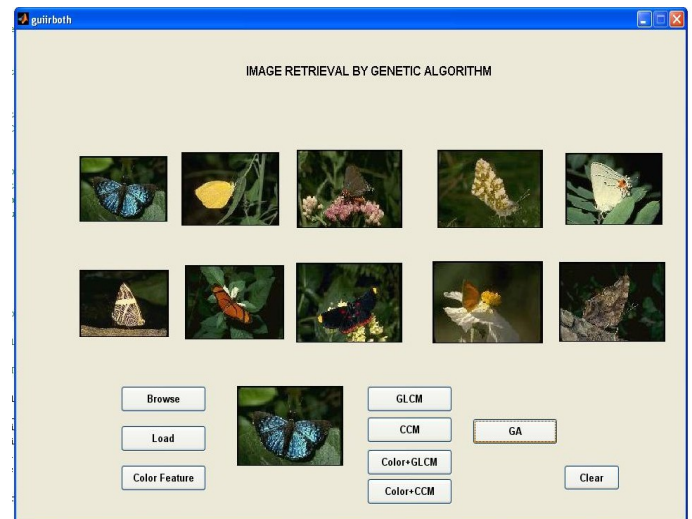 guiirboth
IMAGE RETRIEVAL BY GENETIC ALGORITHM
Browse
GLCM
CCM
GA
Load
Color+GLCM
Color Feature
Clear
Color+CCM